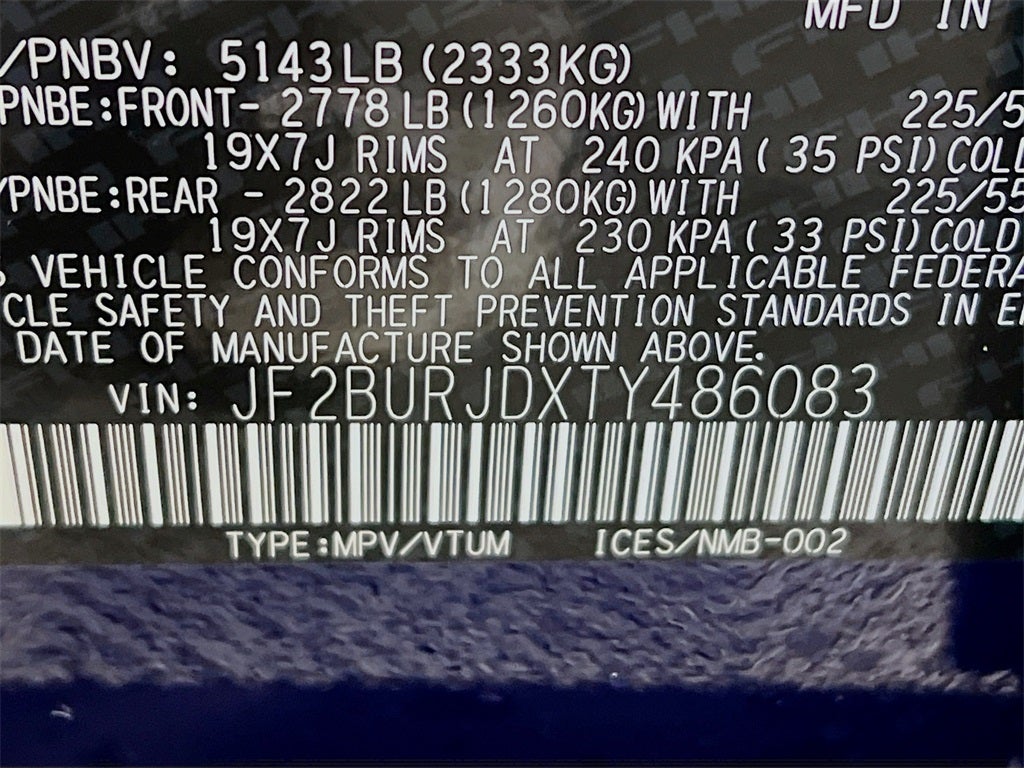 MFD IN
/PNBV: 5143LB (2333KG)
PNBE:FRONT- 2778 LB (1260KG) WITH 225/5
19X7J RIMS AT 240 KPA( 35 PSI) COL
/PNBE:REAR - 2822 LB (1280KG) WITH 225/55
19X7J RIMS AT 230 KPA( 33 PSI) COLD
S VEHICLE CONFORMS TO ALL APPLICABLE FEDERA
CLE SAFETY AND THEFT PREVENTION STANDARDS IN E
DATE OF MANUFACTURE SHOWN ABOVE.
VIN: JF2BURJDXTY486083
TYPE:MPV/VTUM ICES/NMB-002